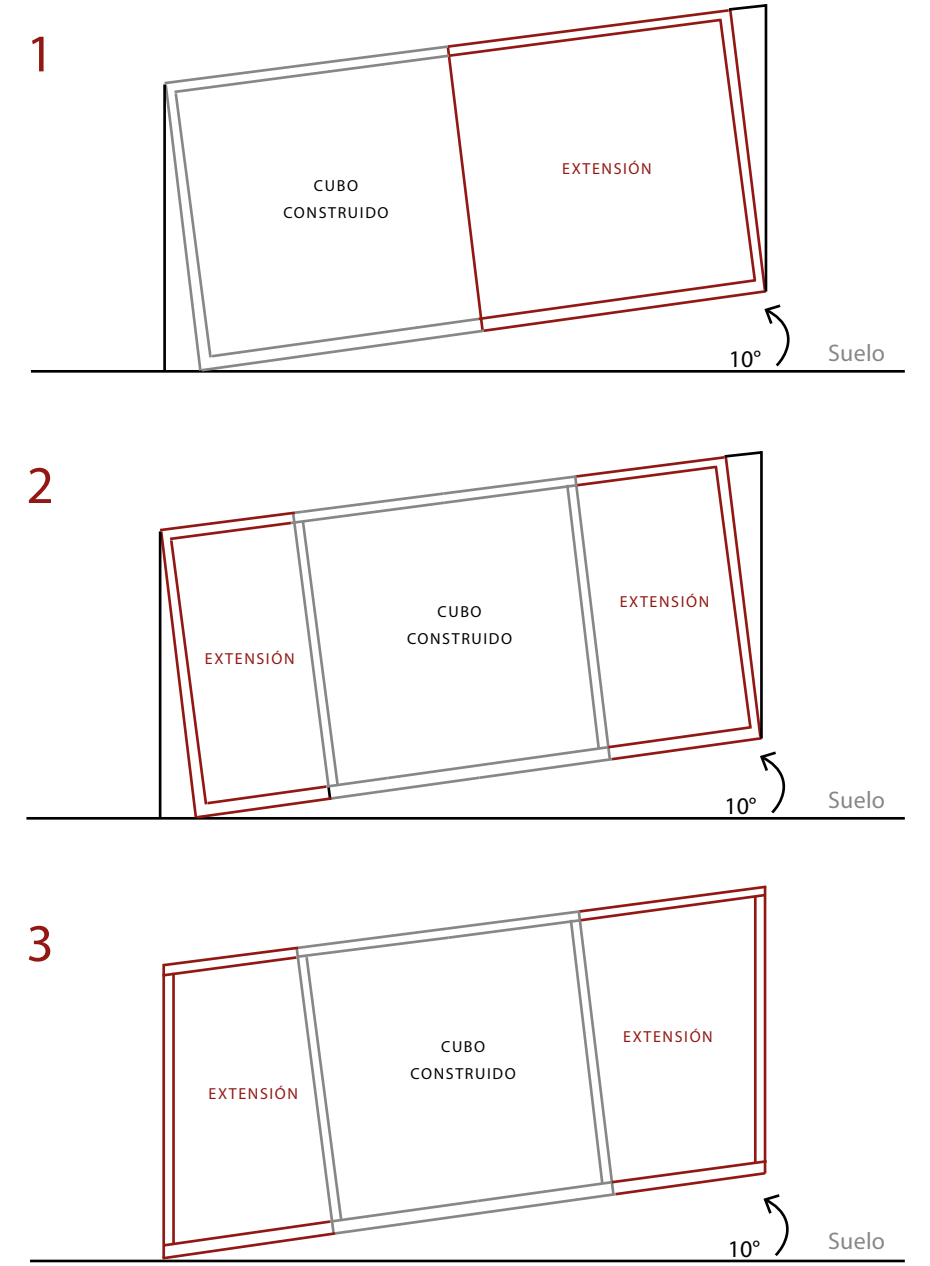 1
CUBO
CONSTRUIDO
EXTENSIÓN
10°
Suelo
2
EXTENSIÓN
CUBO
CONSTRUIDO
EXTENSIÓN
10°
Suelo
3
EXTENSIÓN
CUBO
CONSTRUIDO
EXTENSIÓN
10°
Suelo